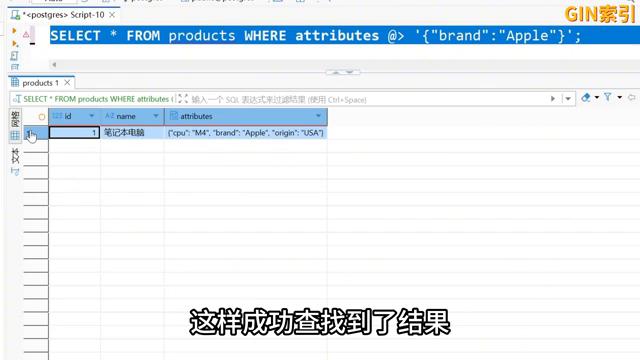 *<postgres> Script-10
GIN索引
SELECT * FROM products WHERE attributes @> '{"brand":"Apple"}';
products 1
SELECT * FROM products WHERE attributes (
输入一个 SQL 表达式来过滤结果 (使用 Ctrl+Space)
网格
文本
123 id
A-Z name
attributes
1
笔记本电脑
{"cpu": "M4", "brand": "Apple", "origin": "USA"}
这样成功查找到了结果